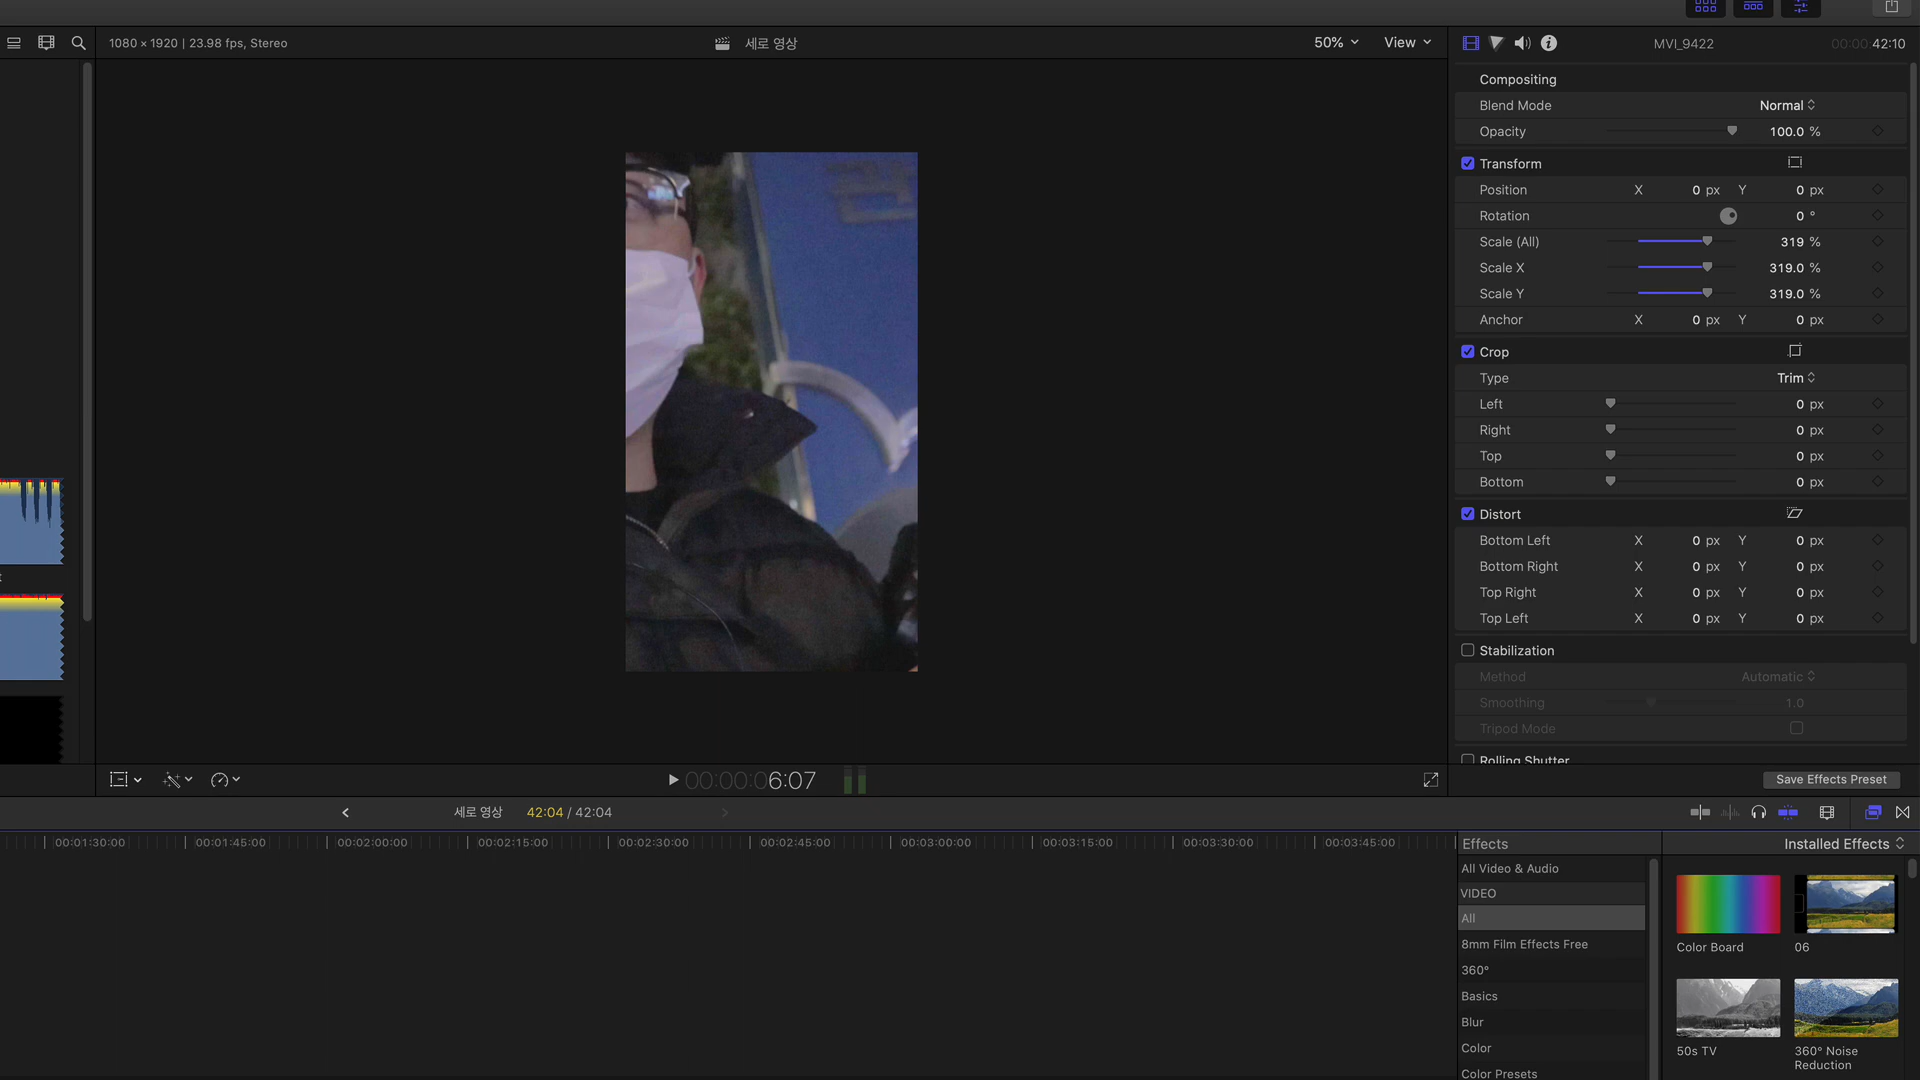 1080 × 1920 | 23.98 fps, Stereo
세로 영상
50%
View
MVI_9422
00:00:42:10
Compositing
Blend Mode Normal
Opacity 100.0 %
Transform
Position X 0 px Y 0 px
Rotation 0 °
Scale (All) 319 %
Scale X 319.0 %
Scale Y 319.0 %
Anchor X 0 px Y 0 px
Crop
Type Trim
Left 0 px
Right 0 px
Top 0 px
Bottom 0 px
Distort
Bottom Left X 0 px Y 0 px
Bottom Right X 0 px Y 0 px
Top Right X 0 px Y 0 px
Top Left X 0 px Y 0 px
Stabilization
Method Automatic
Smoothing 1.0
Tripod Mode
Rolling Shutter
Save Effects Preset
00:00:06:07
세로 영상 42:04 / 42:04
00:01:30:00 00:01:45:00 00:02:00:00 00:02:15:00 00:02:30:00 00:02:45:00 00:03:00:00 00:03:15:00 00:03:30:00 00:03:45:00
Effects
Installed Effects
All Video & Audio
VIDEO
All
8mm Film Effects Free
360°
Basics
Blur
Color
Color Presets
Color Board
06
50s TV
360° Noise
Reduction